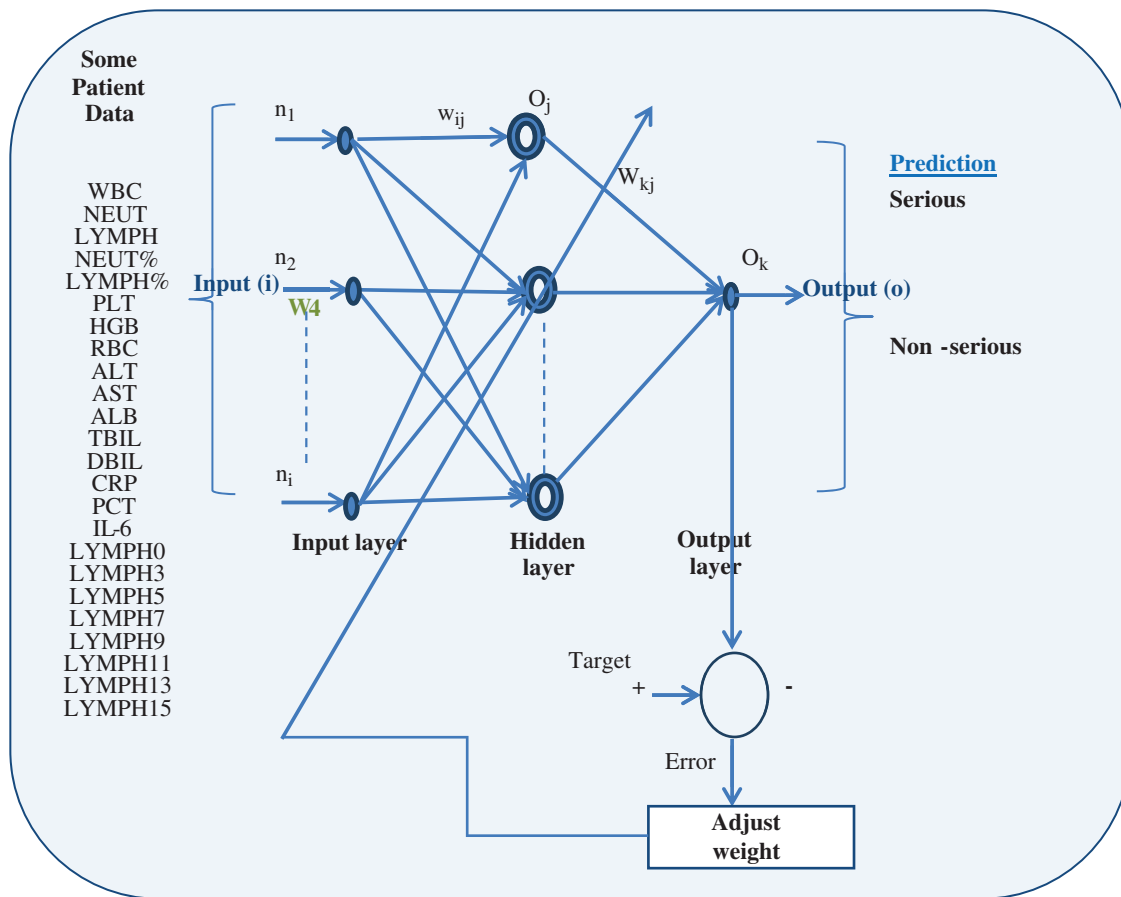 Some
Patient
Data
WBC
NEUT
LYMPH
NEUT%
LYMPH%
PLT
HGB
RBC
ALT
AST
ALB
TBIL
DBIL
CRP
PCT
IL-6
LYMPH0
LYMPH3
LYMPH5
LYMPH7
LYMPH9
LYMPH11
LYMPH13
LYMPH15
Input (i)
n1
n2
W4
ni
wij
Oj
Wkj
Ok
Output (o)
Prediction
Serious
Non -serious
Input layer
Hidden
layer
Output
layer
Target
+
-
Error
Adjust
weight